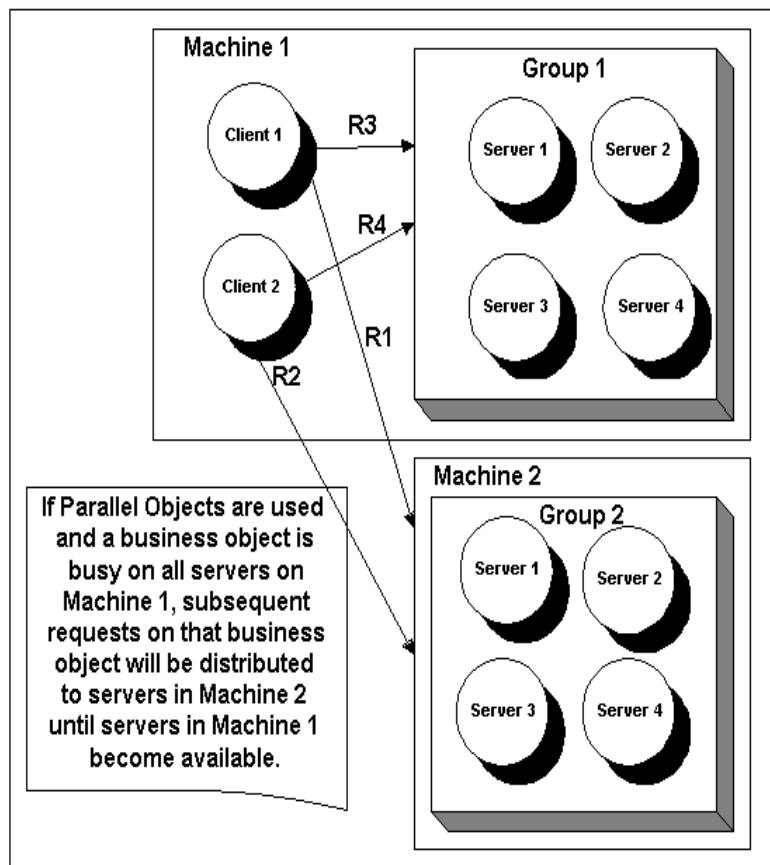 Machine 1
Group 1
Client 1
R3
Server 1
Server 2
R4
Client 2
Server 3
Server 4
R1
R2
Machine 2
Group 2
Server 1
Server 2
Server 3
Server 4
If Parallel Objects are used
and a business object is
busy on all servers on
Machine 1, subsequent
requests on that business
object will be distributed
to servers in Machine 2
until servers in Machine 1
become available.